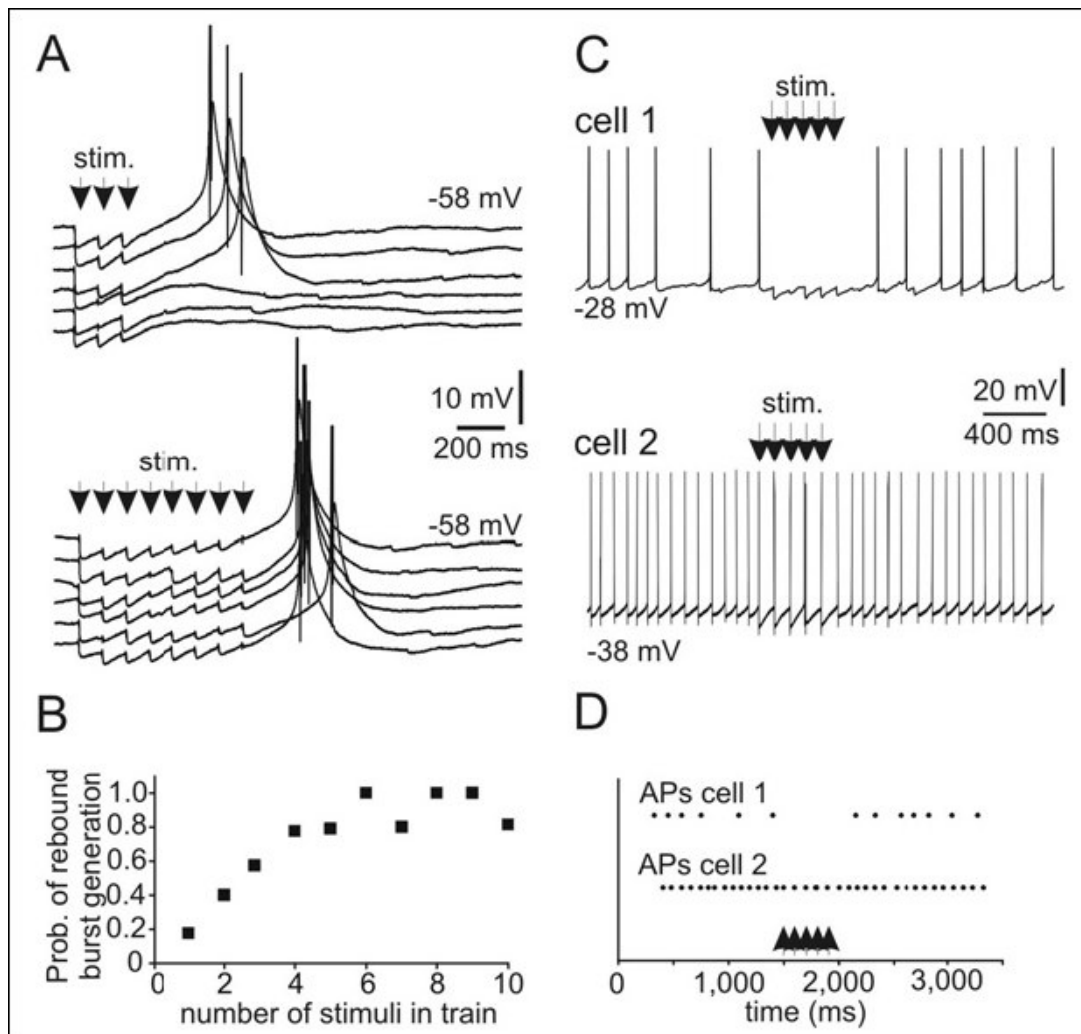 A
stim.
-58 mV
10 mV
200 ms
stim.
-58 mV
B
Prob. of rebound
burst generation
1.0
0.8
0.6
0.4
0.2
0
0 2 4 6 8 10
number of stimuli in train
C
stim.
cell 1
-28 mV
20 mV
400 ms
stim.
cell 2
-38 mV
D
APs cell 1
APs cell 2
0 1,000 2,000 3,000
time (ms)